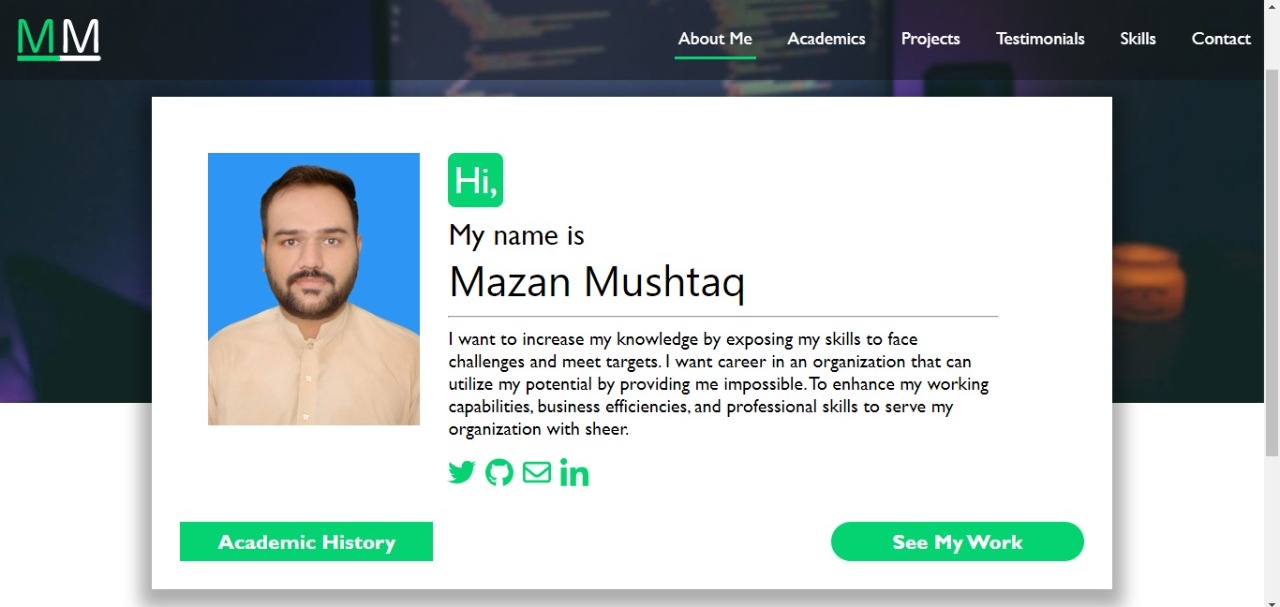 MM
About Me Academics Projects Testimonials Skills Contact
Hi,
My name is
Mazan Mushtaq
I want to increase my knowledge by exposing my skills to face
challenges and meet targets. I want career in an organization that can
utilize my potential by providing me impossible. To enhance my working
capabilities, business efficiencies, and professional skills to serve my
organization with sheer.
in
Academic History
See My Work